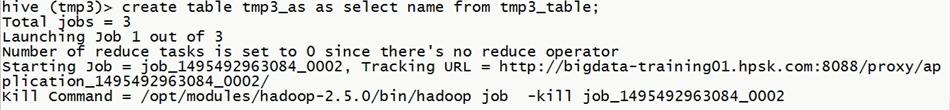 hive (tmp3)> create table tmp3_as as select name from tmp3_table;
Total jobs = 3
Launching Job 1 out of 3
Number of reduce tasks is set to 0 since there's no reduce operator
Starting Job = job_1495492963084_0002, Tracking URL = http://bigdata-training01.hpsk.com:8088/proxy/ap
plication_1495492963084_0002/
Kill Command = /opt/modules/hadoop-2.5.0/bin/hadoop job  -kill job_1495492963084_0002